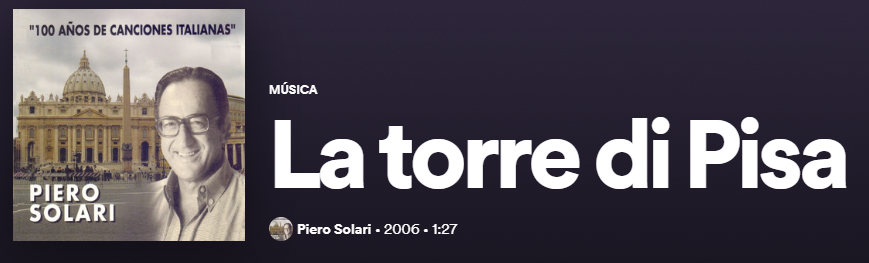 "100 AÑOS DE CANCIONES ITALIANAS"
PIERO
SOLARI
MÚSICA
La torre di Pisa
Piero Solari • 2006 • 1:27